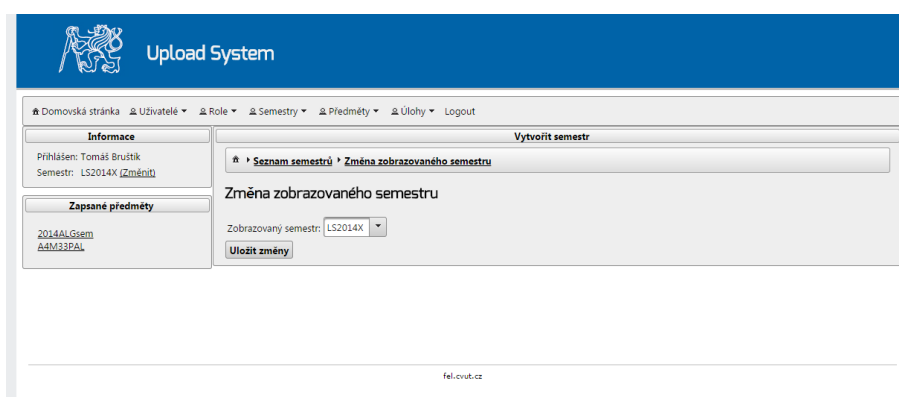 Upload System
Domovská stránka Uživatelé Role Semestry Předměty Úlohy Logout
Informace
Přihlášen: Tomáš Bruštik
Semestr: LS2014X (Změnit)
Zapsané předměty
2014ALGsem
A4M33PAL
Vytvořit semestr
Seznam semestrů Změna zobrazovaného semestru
Změna zobrazovaného semestru
Zobrazovaný semestr: LS2014X
Uložit změny
fel.cvut.cz